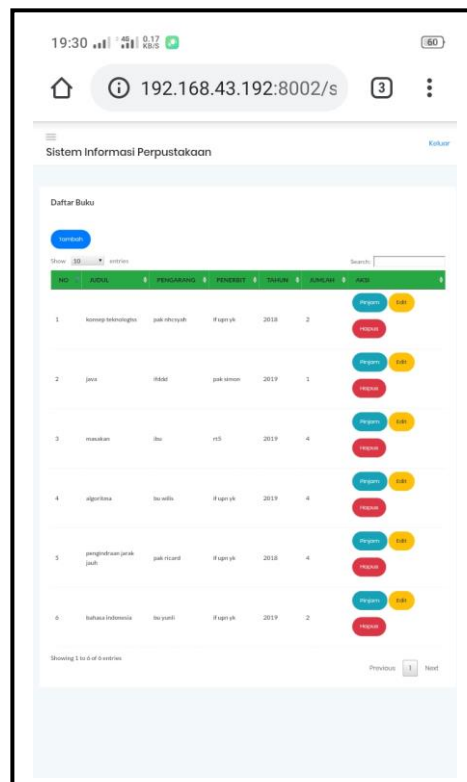 19:30 4G 0.17 KB/S 60
192.168.43.192:8002/s 3
Sistem Informasi Perpustakaan Keluar
Daftar Buku
Tambah
Show 10 entries Search:
NO JUDUL PENGARANG PENERBIT TAHUN JUMLAH AKSI
1 konsep teknologho pak nhcsyah if upn yk 2018 2 Pinjam Edit
Hapus
2 java ifddd pak simon 2019 1 Pinjam Edit
Hapus
3 masakan ibu rt5 2019 4 Pinjam Edit
Hapus
4 algoritma bu wilis if upn yk 2019 4 Pinjam Edit
Hapus
5 pengindraan jarak jauh pak ricard if upn yk 2018 4 Pinjam Edit
Hapus
6 bahasa indonesia bu yunli if upn yk 2019 2 Pinjam Edit
Hapus
Showing 1 to 6 of 6 entries
Previous 1 Next